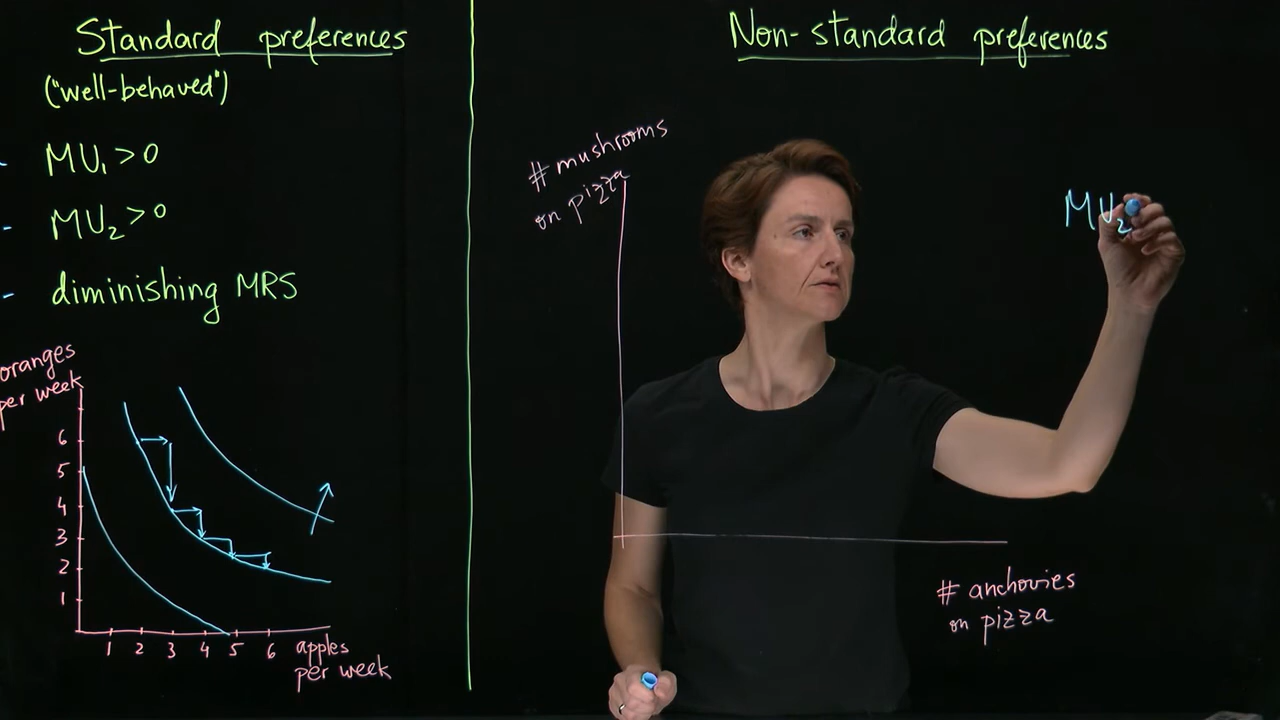 Standard preferences
("well-behaved")
- MU₁ > 0
- MU₂ > 0
- diminishing MRS
oranges
per week
6
5
4
3
2
1
1 2 3 4 5 6 apples
per week
Non-standard preferences
# mushrooms
on pizza
MU₂
# anchovies
on pizza